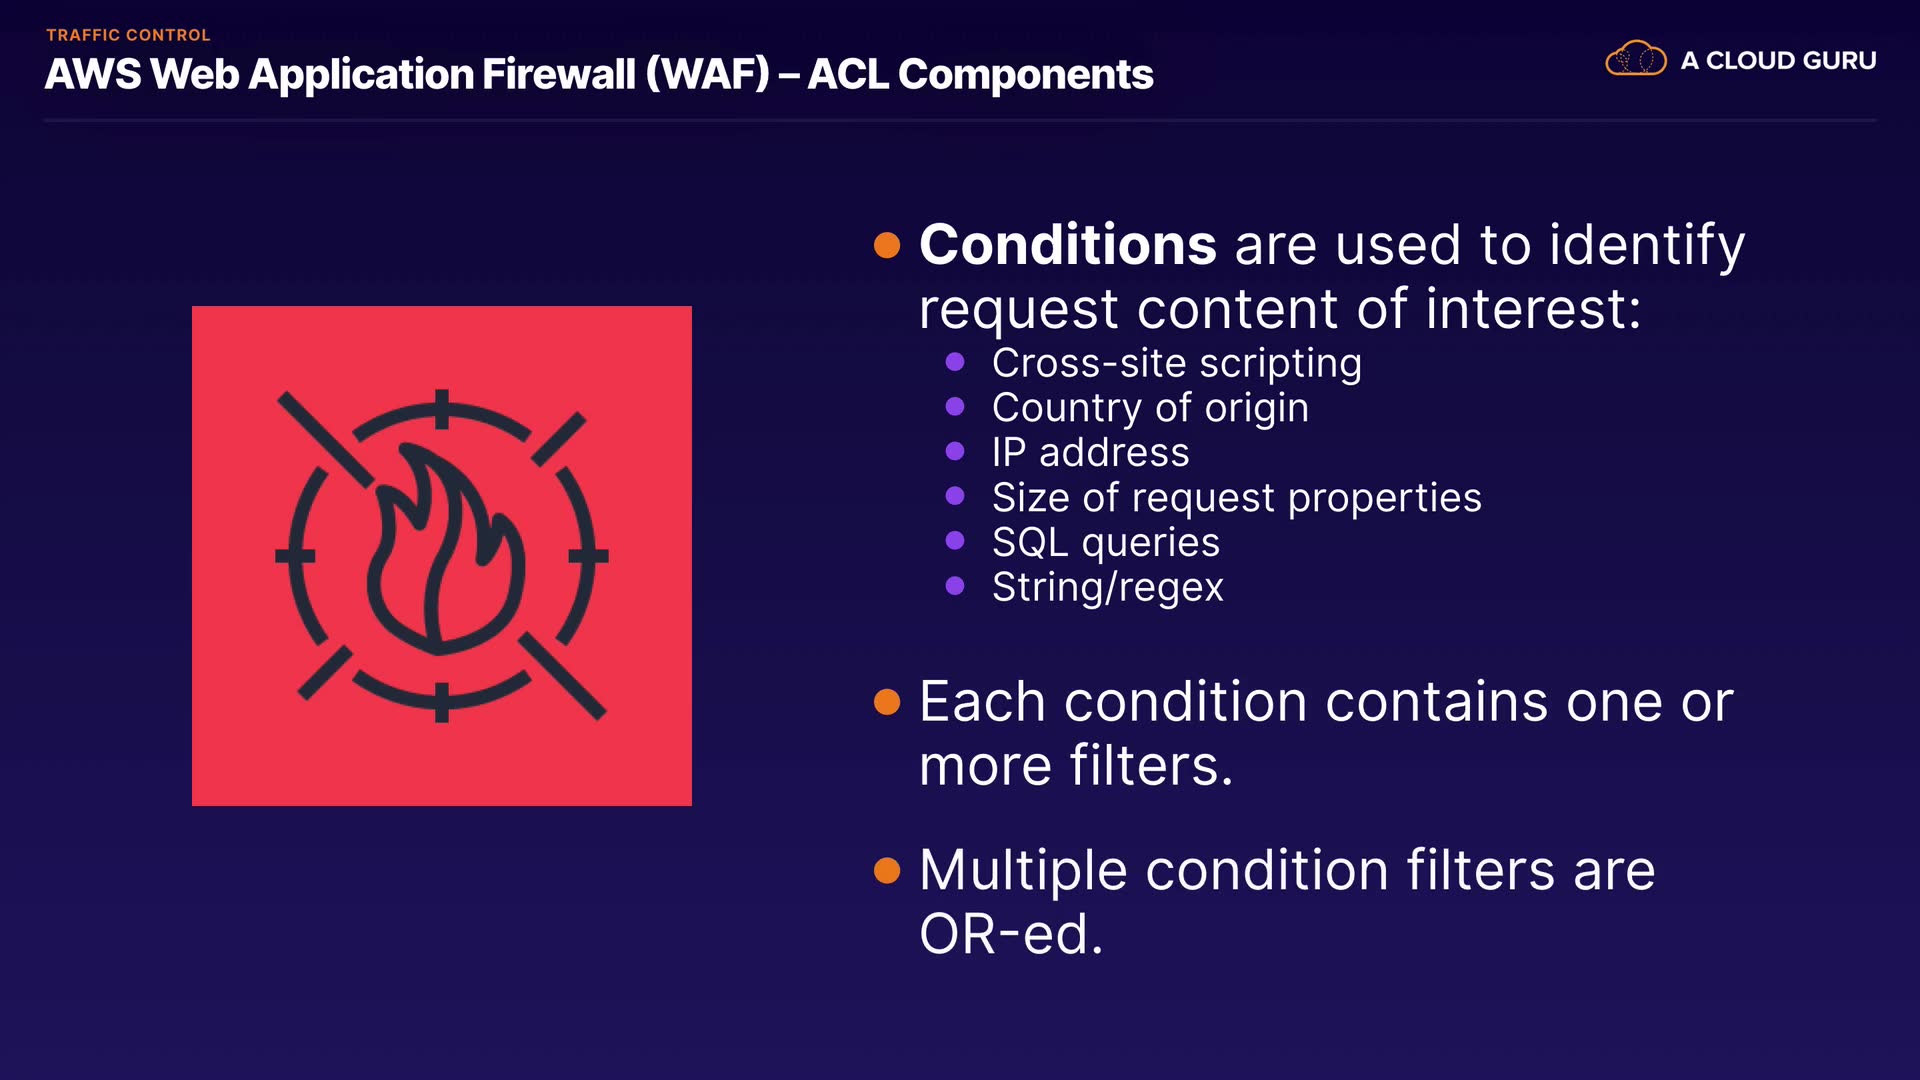 TRAFFIC CONTROL
AWS Web Application Firewall (WAF) – ACL Components
A CLOUD GURU
Conditions are used to identify
request content of interest:
Cross-site scripting
Country of origin
IP address
Size of request properties
SQL queries
String/regex
Each condition contains one or
more filters.
Multiple condition filters are
OR-ed.